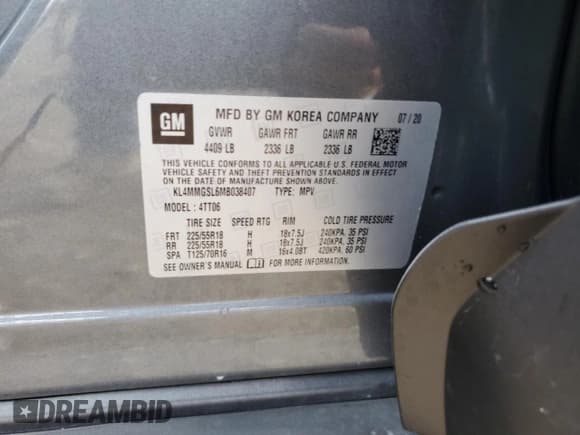 GM
MFD BY GM KOREA COMPANY 07/20
GVWR GAWR FRT GAWR RR
4409 LB 2336 LB 2336 LB
THIS VEHICLE CONFORMS TO ALL APPLICABLE U.S. FEDERAL MOTOR
VEHICLE SAFETY AND THEFT PREVENTION STANDARDS IN EFFECT
ON THE DATE OF MANUFACTURE SHOWN ABOVE.
KL4MMGSL6MB038407 TYPE: MPV
MODEL: 4TT06
TIRE SIZE SPEED RTG RIM COLD TIRE PRESSURE
FRT 225/55R18 H 18x7.5J 240KPA, 35 PSI
RR 225/55R18 H 18x7.5J 240KPA, 35 PSI
SPA T125/70R16 M 16x4.0BT 420KPA, 60 PSI
SEE OWNER'S MANUAL FOR MORE INFORMATION.
DREAMBID